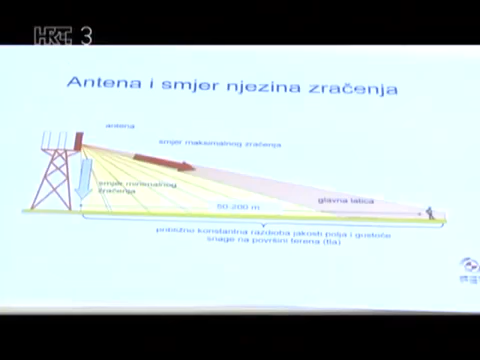 HRT 3
Antena i smjer njezina zračenja
antena
smjer maksimalnog zračenja
smjer minimalnog
zračenja
50-200 m
glavna latica
približno konstantna razdioba jakosti polja i gustoće
snage na površini terena (tla)